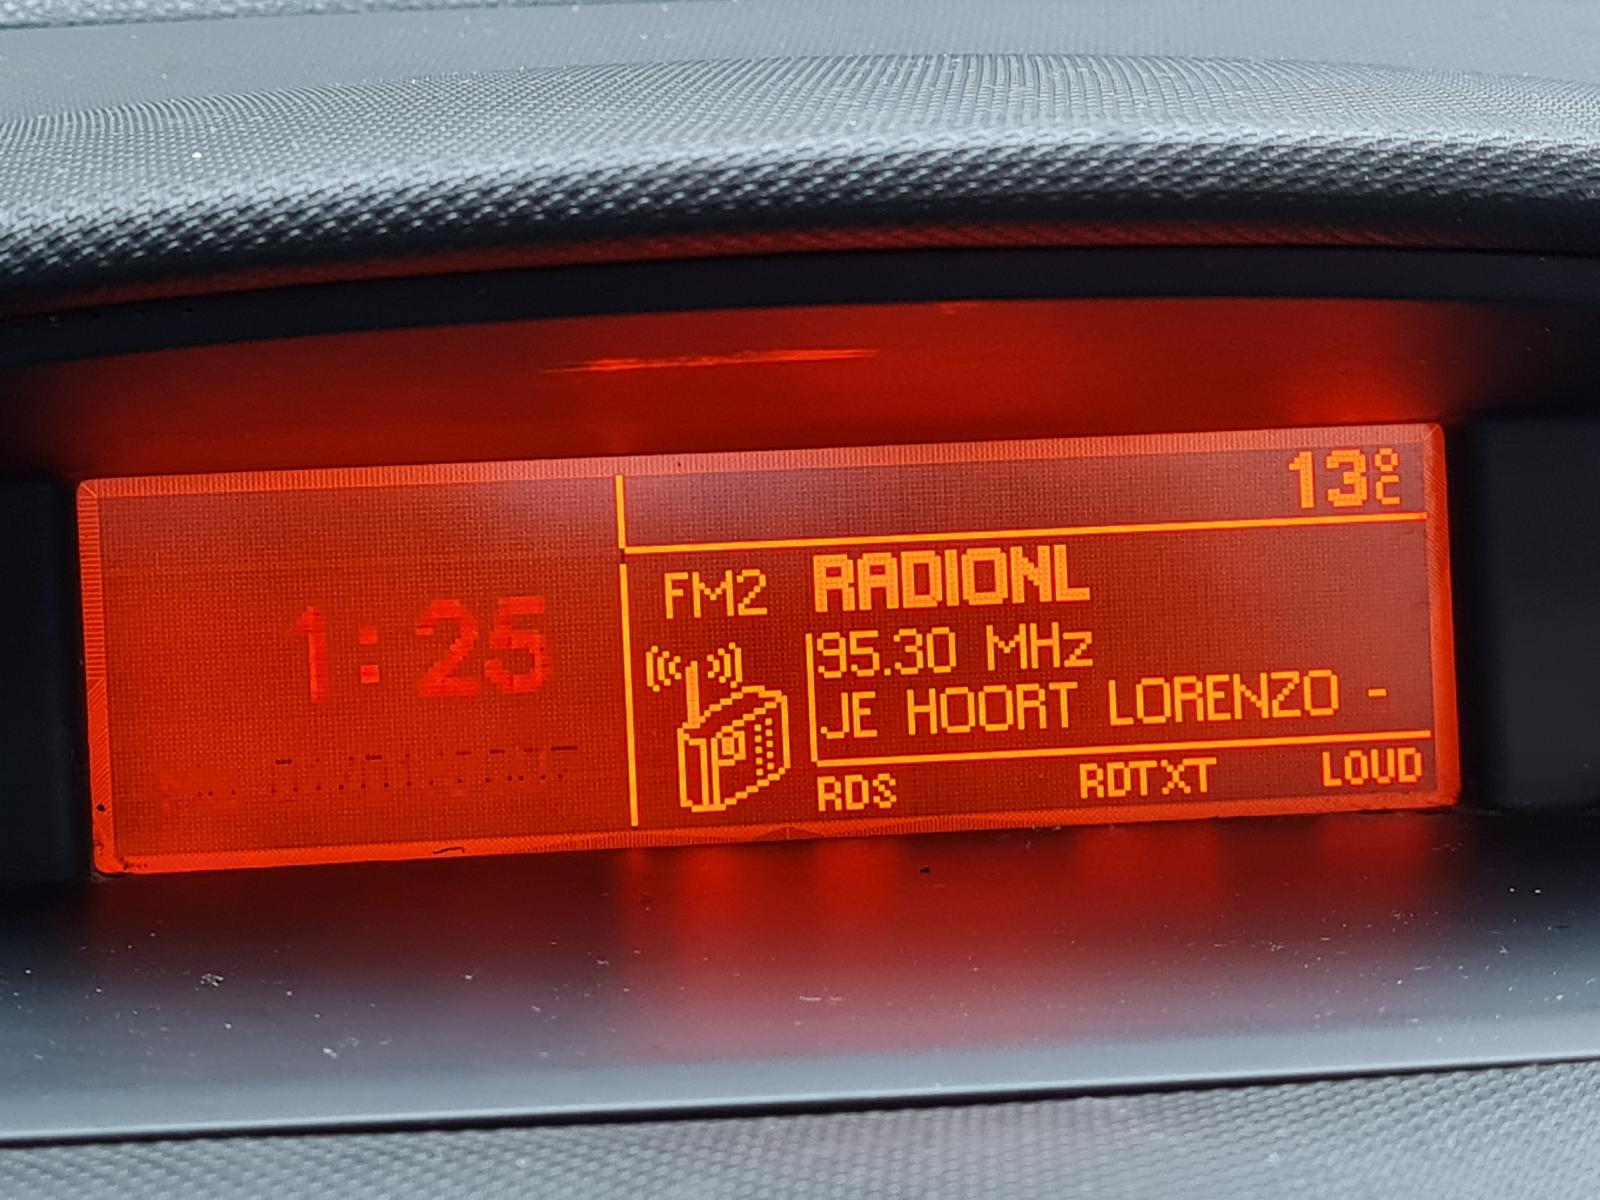 13°C
FM2 RADIONL
1:25
95.30 MHz
JE HOORT LORENZO -
RDS RDTXT LOUD